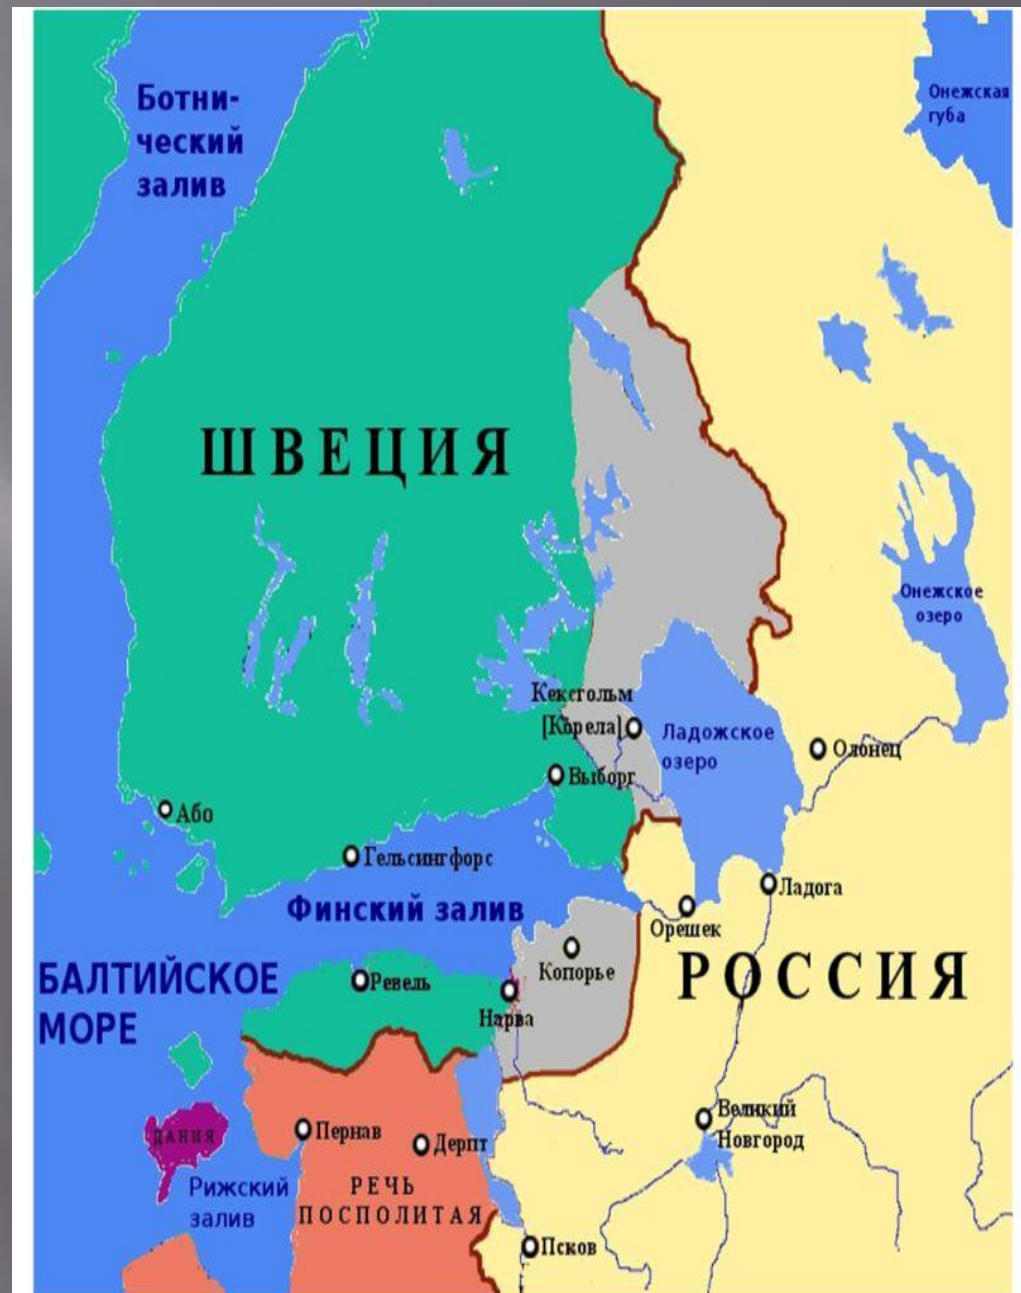 Ботни-
ческий
залив
Онежская
губа
ШВЕЦИЯ
Онежское
озеро
Кексгольм
[Корела]
Ладожское
озеро
Олонец
Выборг
Або
Гельсингфорс
Ладога
Финский залив
Орешек
Копорье
РОССИЯ
БАЛТИЙСКОЕ
МОРЕ
Ревель
Нарва
Великий
Новгород
ДАНИЯ
Пернав
Дерпт
Рижский
залив
РЕЧЬ
ПОСПОЛИТАЯ
Псков